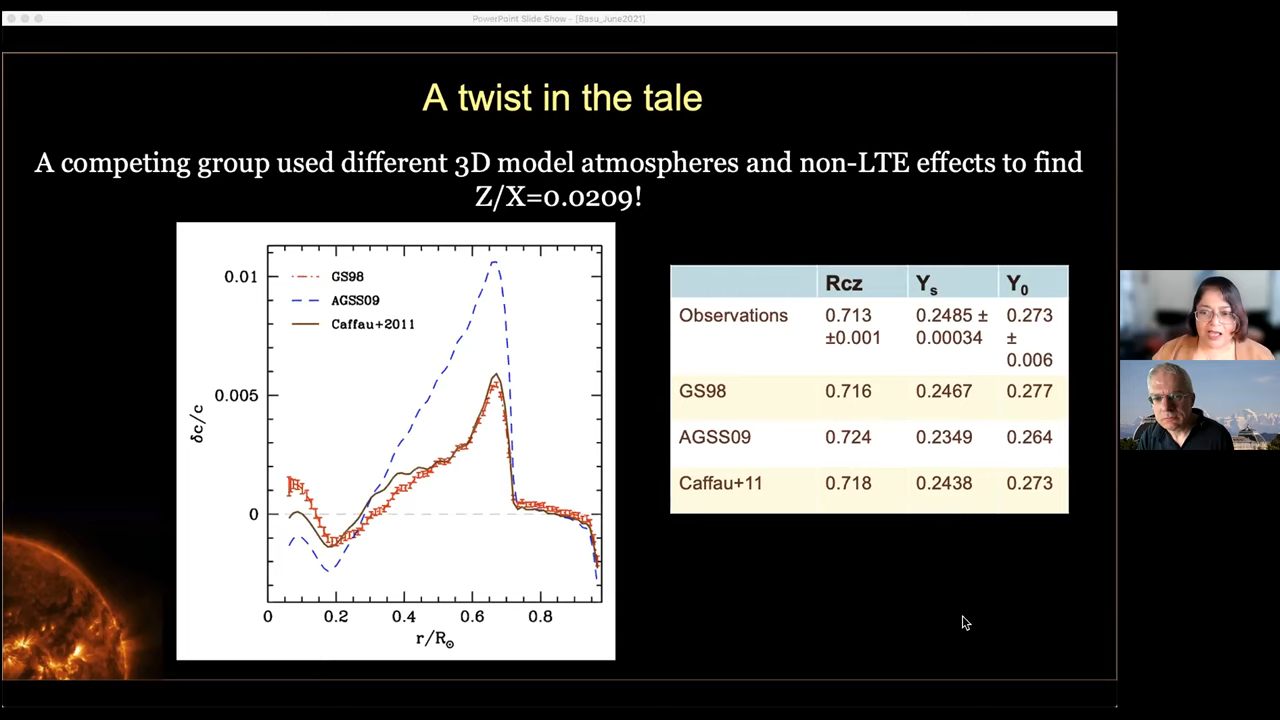 PowerPoint Slide Show - [Basu_June2021]
A twist in the tale
A competing group used different 3D model atmospheres and non-LTE effects to find
Z/X=0.0209!
GS98
AGSS09
Caffau+2011
0.01
0.005
0
δc/c
0 0.2 0.4 0.6 0.8
r/R⊙
Rcz Ys Y0
Observations 0.713 0.2485 ± 0.273
±0.001 0.00034 ±
0.006
GS98 0.716 0.2467 0.277
AGSS09 0.724 0.2349 0.264
Caffau+11 0.718 0.2438 0.273